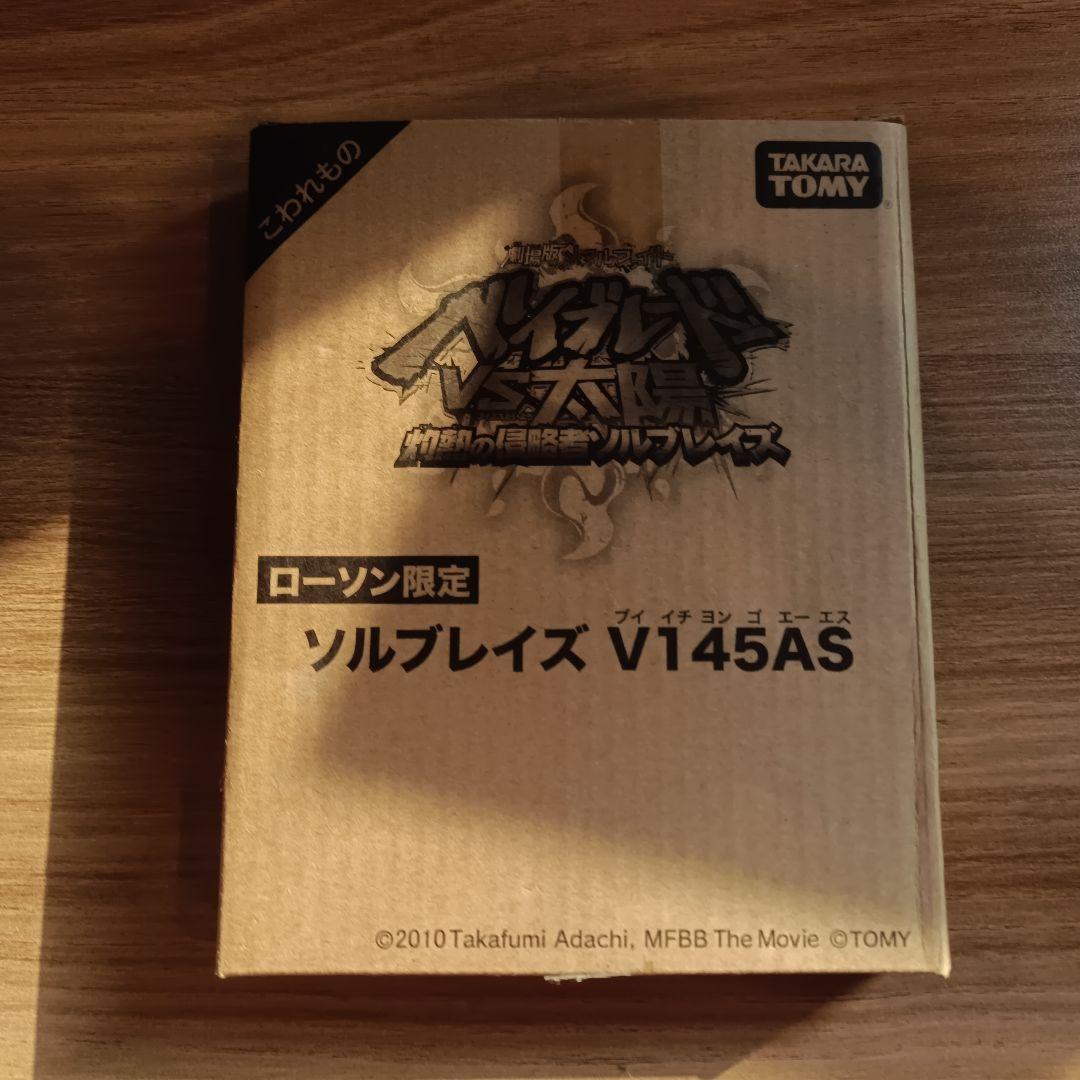 こわれもの
TAKARA
TOMY
劇場版メタルファイト
ベイブレード
VS太陽
灼熱の侵略者ソルブレイズ
ローソン限定
ブイ イチ ヨン ゴ エー エス
ソルブレイズ V145AS
©2010 Takafumi Adachi, MFBB The Movie ©TOMY